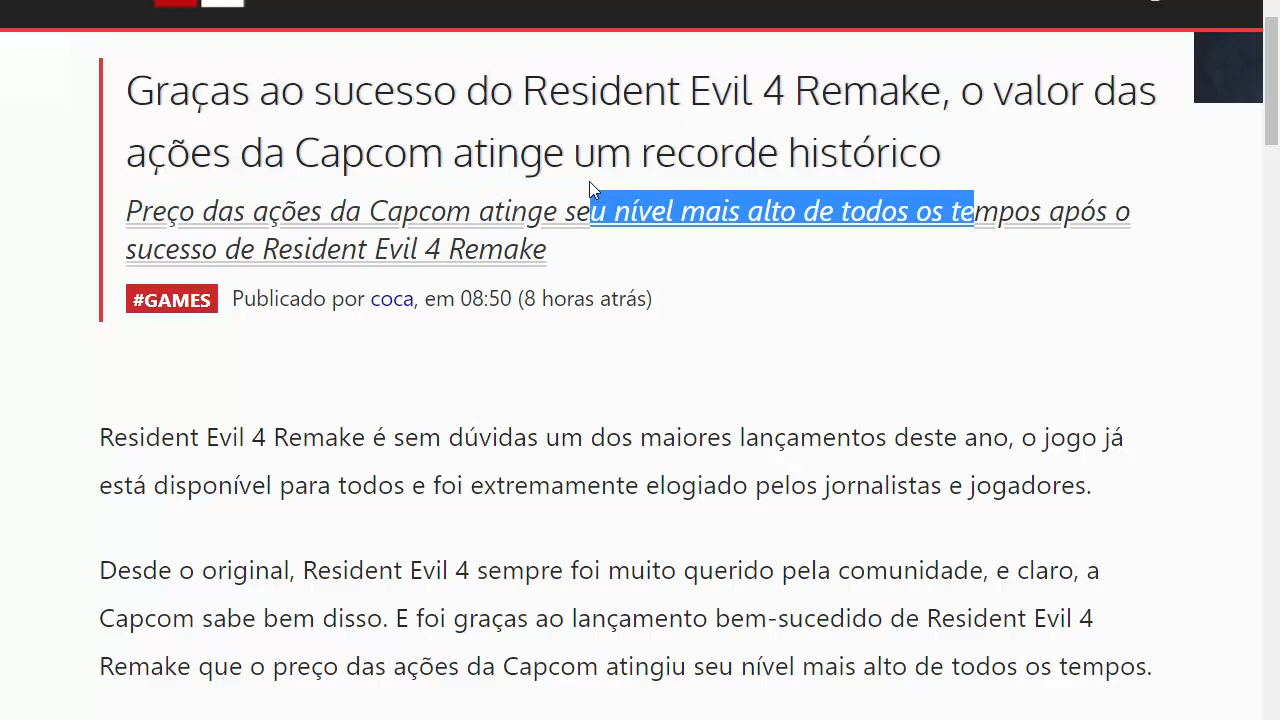 Graças ao sucesso do Resident Evil 4 Remake, o valor das
ações da Capcom atinge um recorde histórico
Preço das ações da Capcom atinge seu nível mais alto de todos os tempos após o
sucesso de Resident Evil 4 Remake
#GAMES Publicado por coca, em 08:50 (8 horas atrás)
Resident Evil 4 Remake é sem dúvidas um dos maiores lançamentos deste ano, o jogo já
está disponível para todos e foi extremamente elogiado pelos jornalistas e jogadores.
Desde o original, Resident Evil 4 sempre foi muito querido pela comunidade, e claro, a
Capcom sabe bem disso. E foi graças ao lançamento bem-sucedido de Resident Evil 4
Remake que o preço das ações da Capcom atingiu seu nível mais alto de todos os tempos.